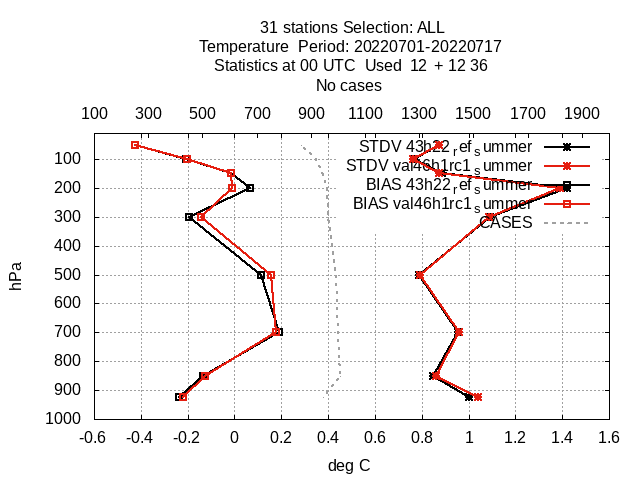 31 stations Selection: ALL
Temperature  Period: 20220701-20220717
Statistics at 00 UTC  Used  12  + 12 36
No cases
100 300 500 700 900 1100 1300 1500 1700 1900
STDV 43h22_ref_summer
100
STDV val46h1rc1_summer
BIAS 43h22_ref_summer
200
BIAS val46h1rc1_summer
300
CASES
400
500
600
700
800
900
1000
hPa
-0.6 -0.4 -0.2 0 0.2 0.4 0.6 0.8 1 1.2 1.4 1.6
deg C